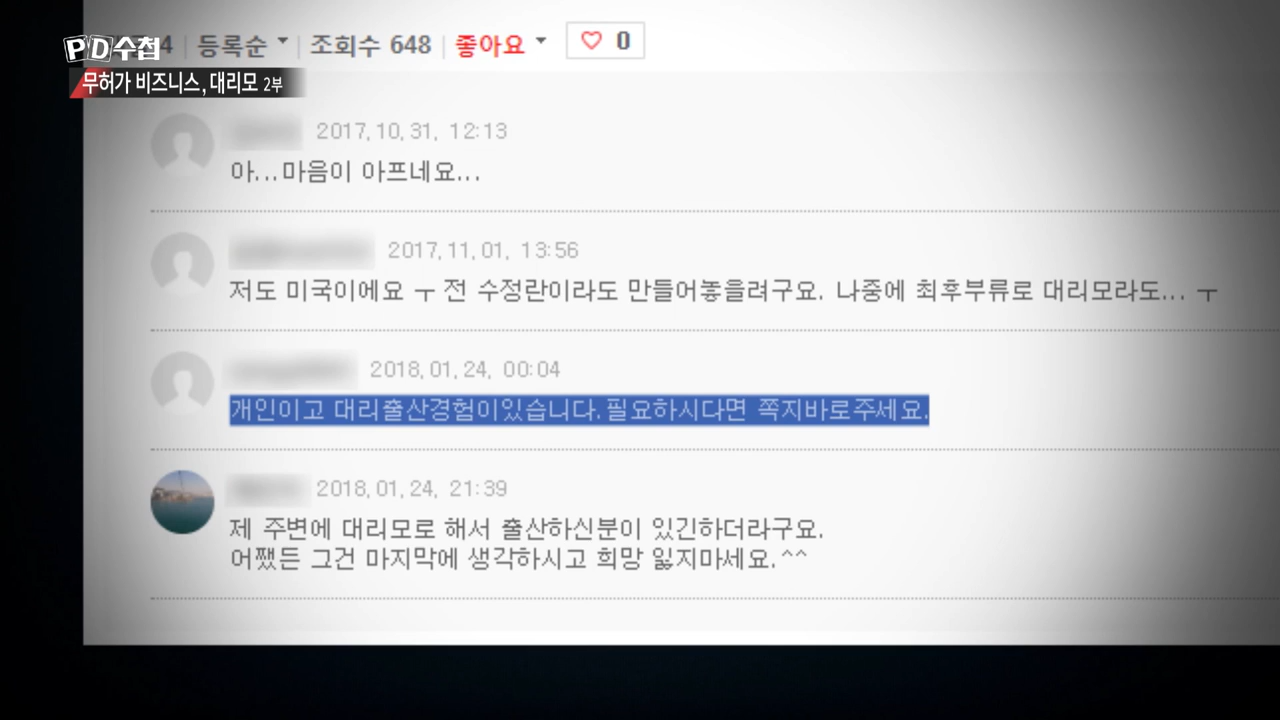 PD수첩
무허가 비즈니스, 대리모 2부
4 | 등록순 | 조회수 648 | 좋아요 0
2017.10.31. 12:13
아...마음이 아프네요...
2017.11.01. 13:56
저도 미국이에요 ㅜ 전 수정란이라도 만들어놓을려구요. 나중에 최후부류로 대리모라도... ㅜ
2018.01.24. 00:04
개인이고 대리출산경험이있습니다.필요하시다면 쪽지바로주세요.
2018.01.24. 21:39
제 주변에 대리모로 해서 출산하신분이 있긴하더라구요.
어쨌든 그건 마지막에 생각하시고 희망 잃지마세요.^^